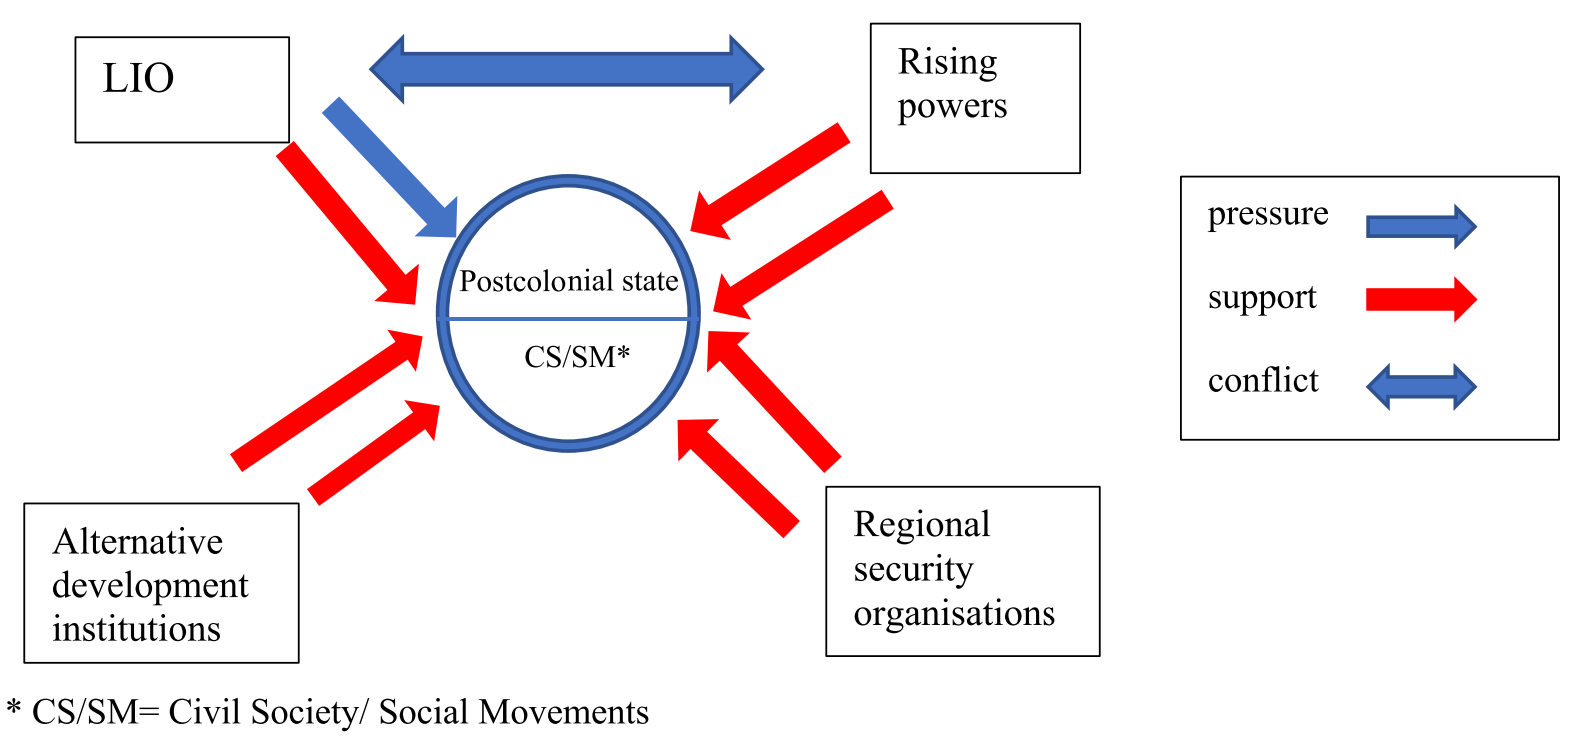 LIO
Rising
powers
pressure
support
conflict
Postcolonial state
CS/SM*
Alternative
development
institutions
Regional
security
organisations
* CS/SM= Civil Society/ Social Movements